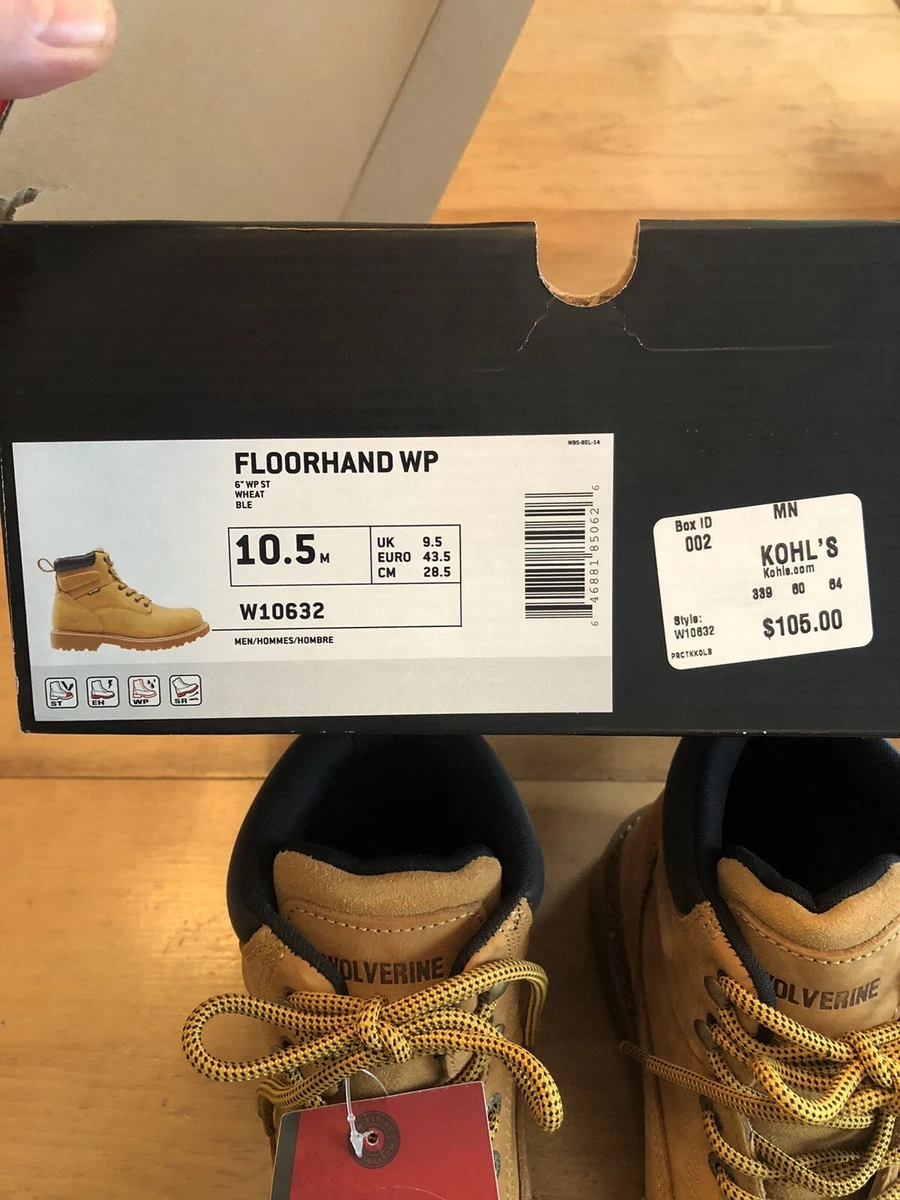 WBS-BEL-14
FLOORHAND WP
6" WP ST
WHEAT
BLE
10.5 M
UK 9.5
EURO 43.5
CM 28.5
W10632
MEN/HOMMES/HOMBRE
ST
EH
WP
SR
6 46881 85062 6
Box ID
002
MN
KOHL'S
Kohls.com
339 60 64
Style:
W10632
$105.00
PRCTKKOLB
WOLVERINE
WOLVERINE